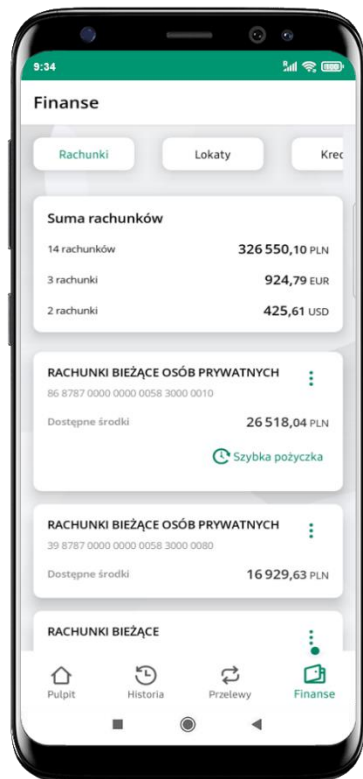 9:34
Finanse
Rachunki Lokaty Kred
Suma rachunków
14 rachunków 326 550,10 PLN
3 rachunki 924,79 EUR
2 rachunki 425,61 USD
RACHUNKI BIEŻĄCE OSÓB PRYWATNYCH
86 8787 0000 0000 0058 3000 0010
Dostępne środki 26 518,04 PLN
Szybka pożyczka
RACHUNKI BIEŻĄCE OSÓB PRYWATNYCH
39 8787 0000 0000 0058 3000 0080
Dostępne środki 16 929,63 PLN
RACHUNKI BIEŻĄCE
Pulpit Historia Przelewy Finanse